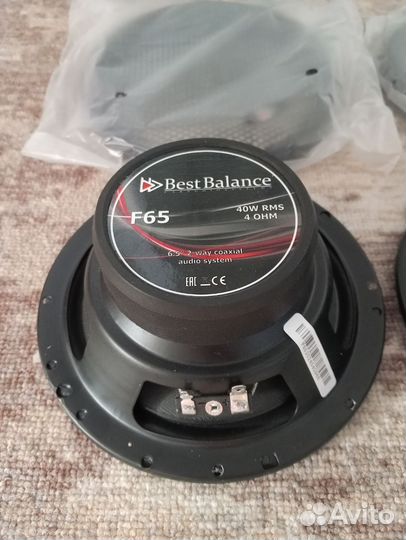 Best Balance
F65
40W RMS
4 OHM
6.5" 2-way coaxial
audio system
EAC CE
Avito